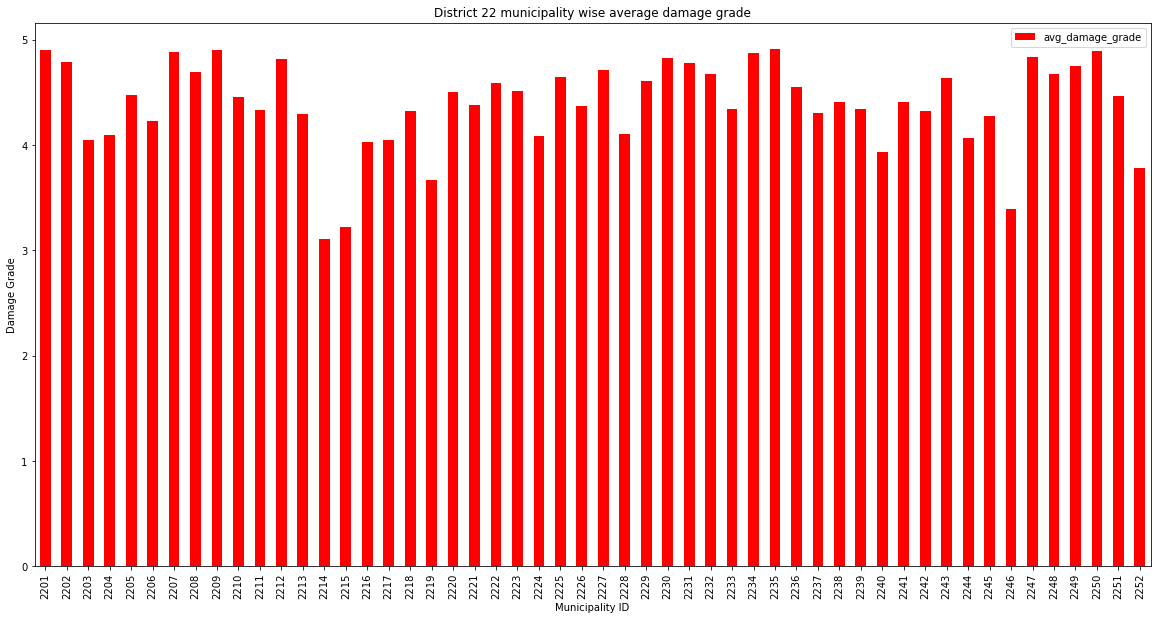 District 22 municipality wise average damage grade
avg_damage_grade
Damage Grade
5
4
3
2
1
0
2201 2202 2203 2204 2205 2206 2207 2208 2209 2210 2211 2212 2213 2214 2215 2216 2217 2218 2219 2220 2221 2222 2223 2224 2225 2226 2227 2228 2229 2230 2231 2232 2233 2234 2235 2236 2237 2238 2239 2240 2241 2242 2243 2244 2245 2246 2247 2248 2249 2250 2251 2252
Municipality ID